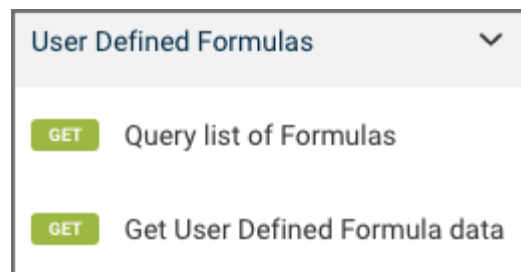 User Defined Formulas
GET Query list of Formulas
GET Get User Defined Formula data